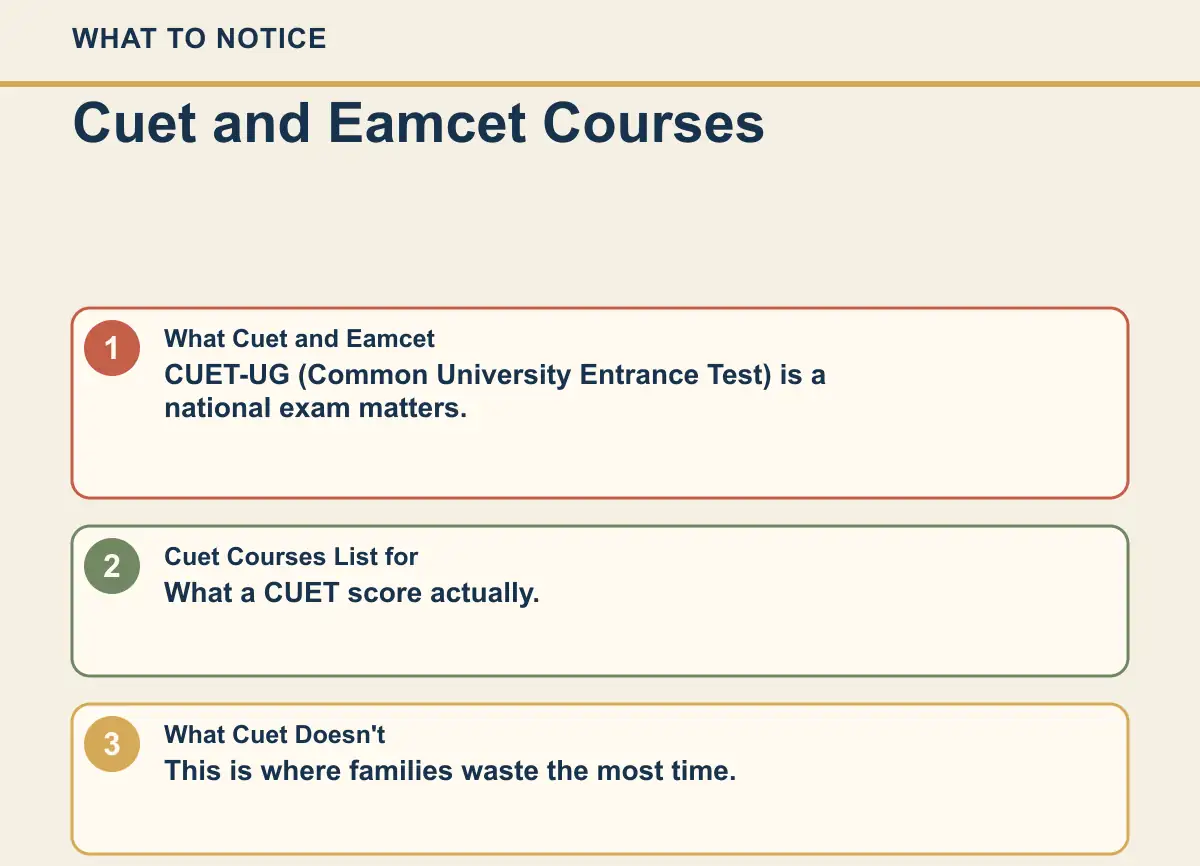 WHAT TO NOTICE
Cuet and Eamcet Courses
1
What Cuet and Eamcet
CUET-UG (Common University Entrance Test) is a
national exam matters.
2
Cuet Courses List for
What a CUET score actually.
3
What Cuet Doesn't
This is where families waste the most time.